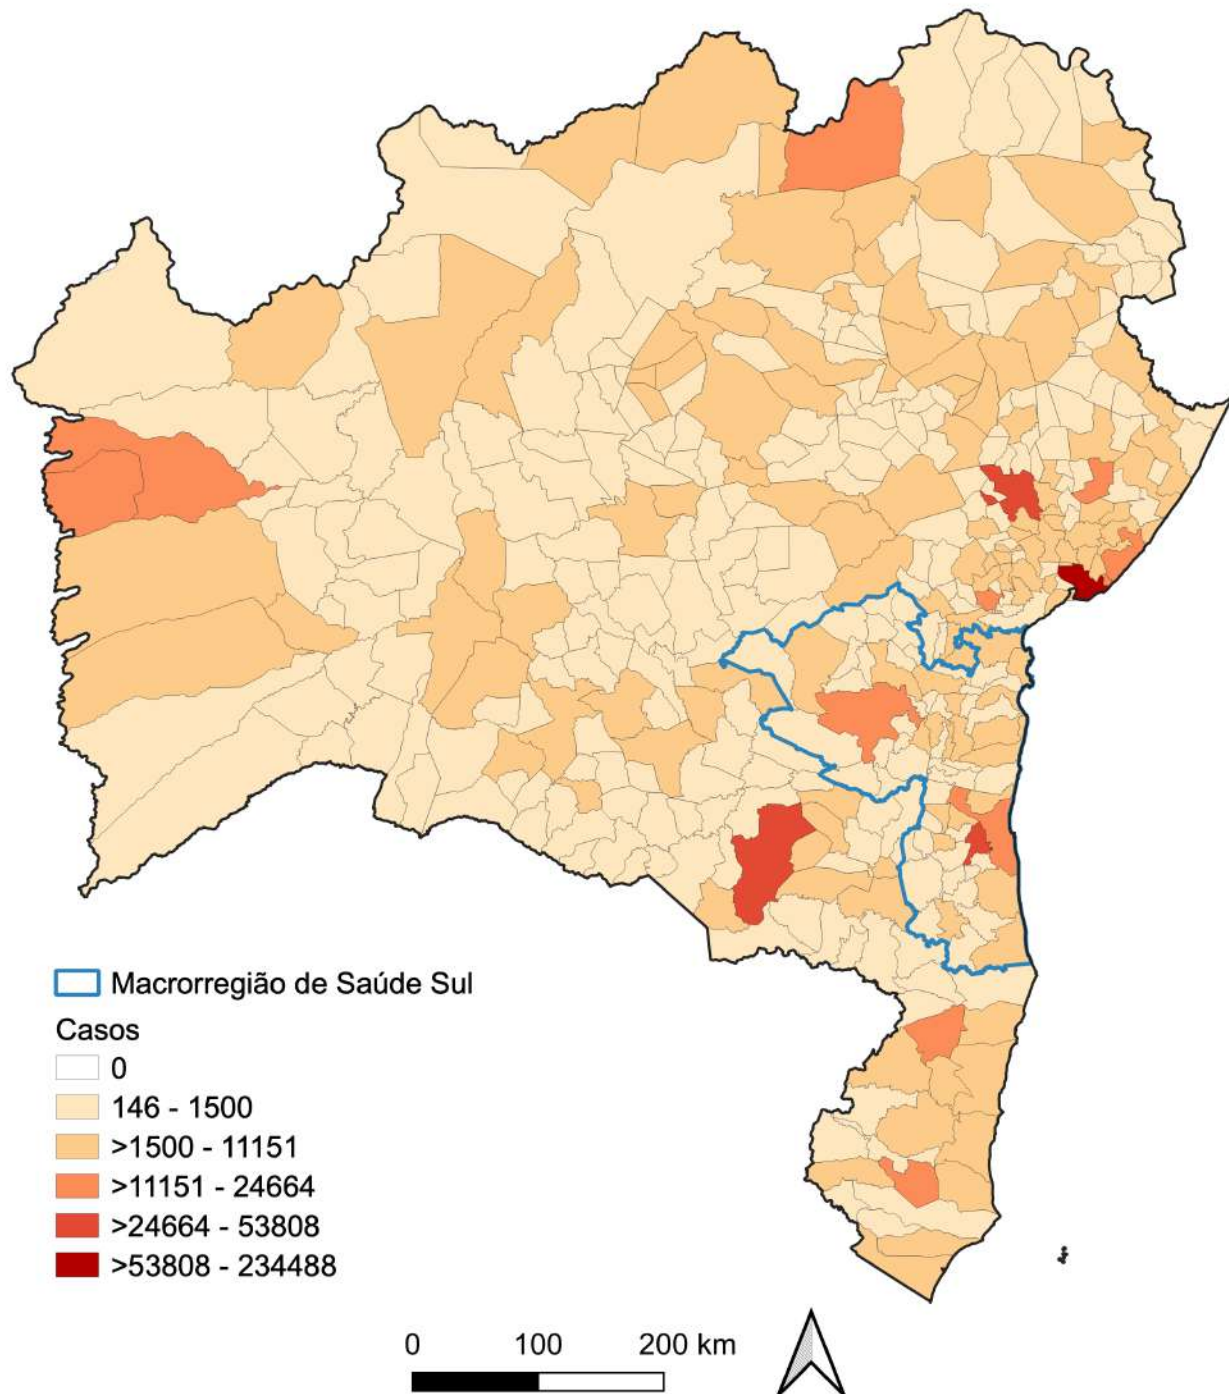 Macrorregião de Saúde Sul
Casos
0
146 - 1500
>1500 - 11151
>11151 - 24664
>24664 - 53808
>53808 - 234488
0 100 200 km